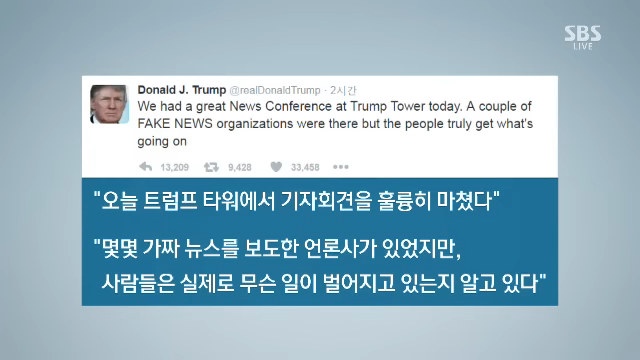 SBS
LIVE
Donald J. Trump @realDonaldTrump · 2시간
We had a great News Conference at Trump Tower today. A couple of
FAKE NEWS organizations were there but the people truly get what's
going on
13,209 9,428 33,458 •••
"오늘 트럼프 타워에서 기자회견을 훌륭히 마쳤다"
"몇몇 가짜 뉴스를 보도한 언론사가 있었지만,
사람들은 실제로 무슨 일이 벌어지고 있는지 알고 있다"